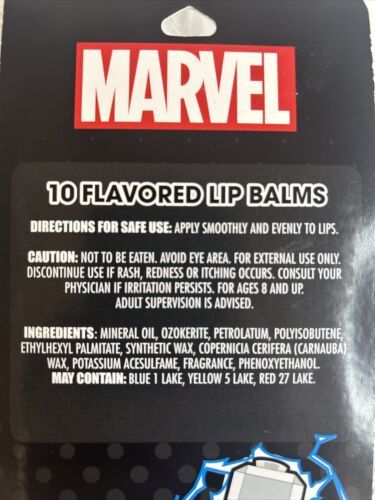 MARVEL
10 FLAVORED LIP BALMS
DIRECTIONS FOR SAFE USE: APPLY SMOOTHLY AND EVENLY TO LIPS.
CAUTION: NOT TO BE EATEN. AVOID EYE AREA. FOR EXTERNAL USE ONLY.
DISCONTINUE USE IF RASH, REDNESS OR ITCHING OCCURS. CONSULT YOUR
PHYSICIAN IF IRRITATION PERSISTS. FOR AGES 8 AND UP.
ADULT SUPERVISION IS ADVISED.
INGREDIENTS: MINERAL OIL, OZOKERITE, PETROLATUM, POLYISOBUTENE,
ETHYLHEXYL PALMITATE, SYNTHETIC WAX, COPERNICIA CERIFERA (CARNAUBA)
WAX, POTASSIUM ACESULFAME, FRAGRANCE, PHENOXYETHANOL.
MAY CONTAIN: BLUE 1 LAKE, YELLOW 5 LAKE, RED 27 LAKE.